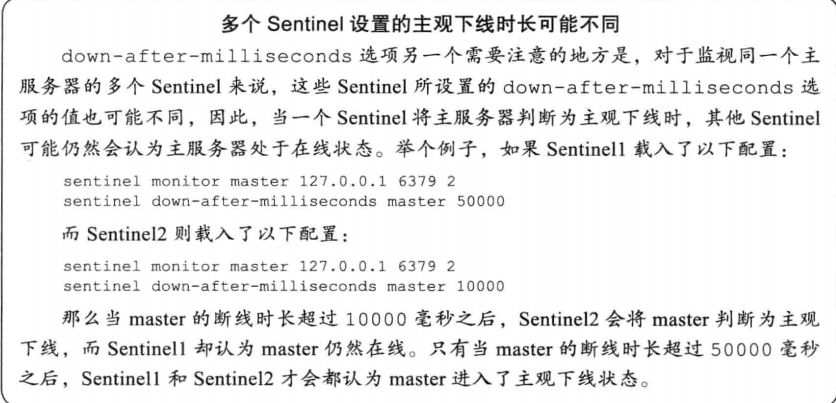 多个 Sentinel 设置的主观下线时长可能不同
down-after-milliseconds 选项另一个需要注意的地方是，对于监视同一个主
服务器的多个 Sentinel 来说，这些 Sentinel 所设置的 down-after-milliseconds 选
项的值也可能不同，因此，当一个 Sentinel 将主服务器判断为主观下线时，其他 Sentinel
可能仍然会认为主服务器处于在线状态。举个例子，如果 Sentinel1 载入了以下配置：
sentinel monitor master 127.0.0.1 6379 2
sentinel down-after-milliseconds master 50000
而 Sentinel2 则载入了以下配置：
sentinel monitor master 127.0.0.1 6379 2
sentinel down-after-milliseconds master 10000
那么当 master 的断线时长超过 10000 毫秒之后，Sentinel2 会将 master 判断为主观
下线，而 Sentinel1 却认为 master 仍然在线。只有当 master 的断线时长超过 50000 毫秒
之后，Sentinel1 和 Sentinel2 才会都认为 master 进入了主观下线状态。